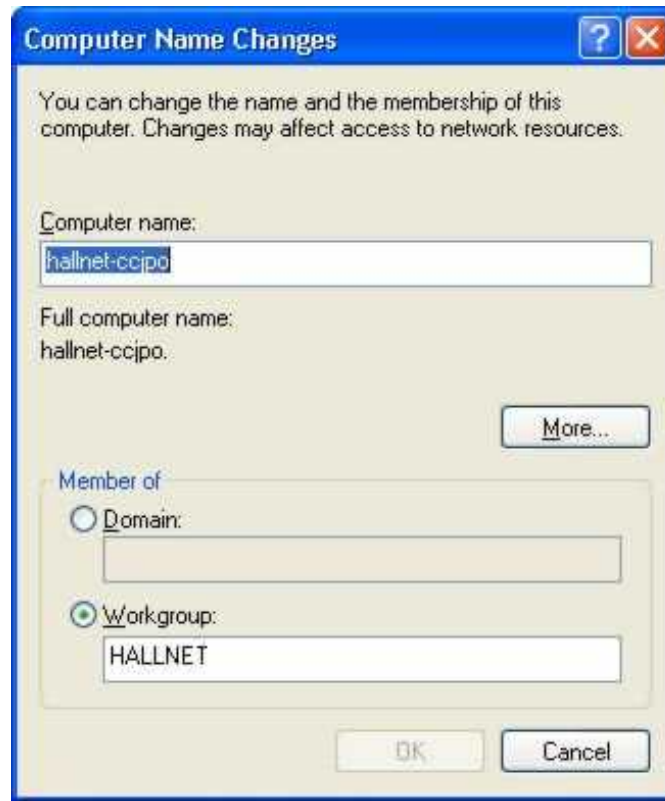 Computer Name Changes
You can change the name and the membership of this
computer. Changes may affect access to network resources.
Computer name:
hallnet-ccjpo
Full computer name:
hallnet-ccjpo.
More...
Member of
Domain:
Workgroup:
HALLNET
OK
Cancel